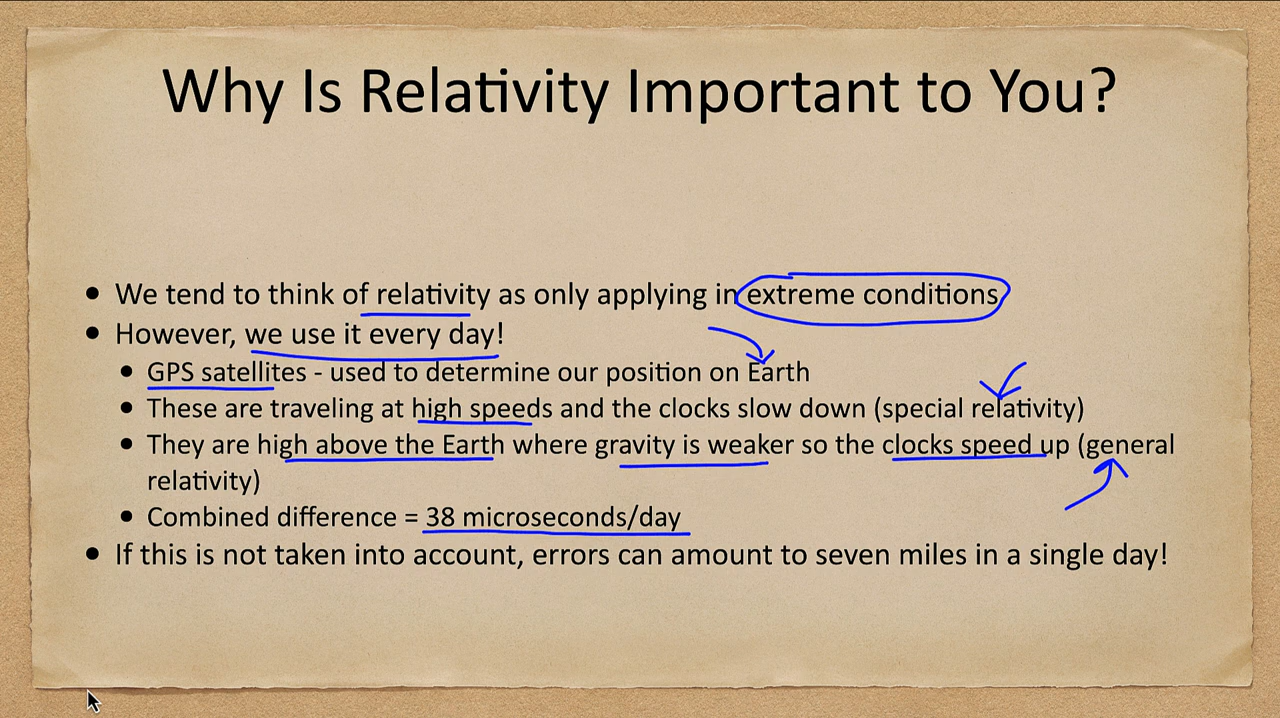 Why Is Relativity Important to You?
• We tend to think of relativity as only applying in extreme conditions
• However, we use it every day!
• GPS satellites - used to determine our position on Earth
• These are traveling at high speeds and the clocks slow down (special relativity)
• They are high above the Earth where gravity is weaker so the clocks speed up (general
relativity)
• Combined difference = 38 microseconds/day
• If this is not taken into account, errors can amount to seven miles in a single day!